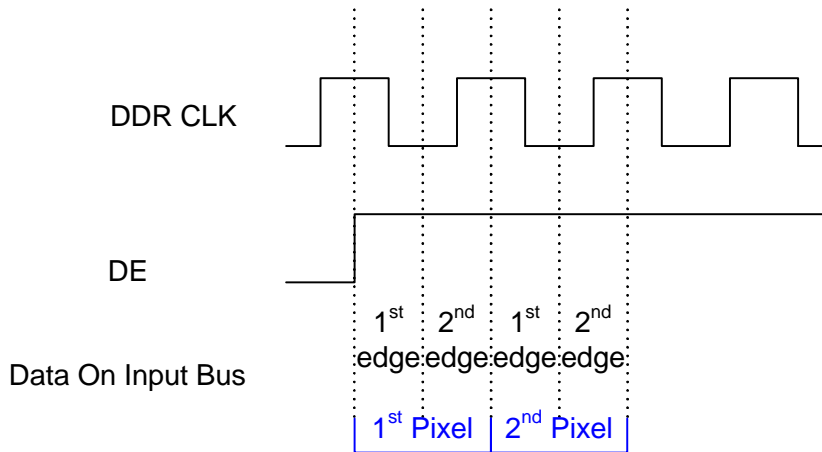 DDR CLK
DE
1st 2nd 1st 2nd
edge edge edge edge
Data On Input Bus
1st Pixel 2nd Pixel